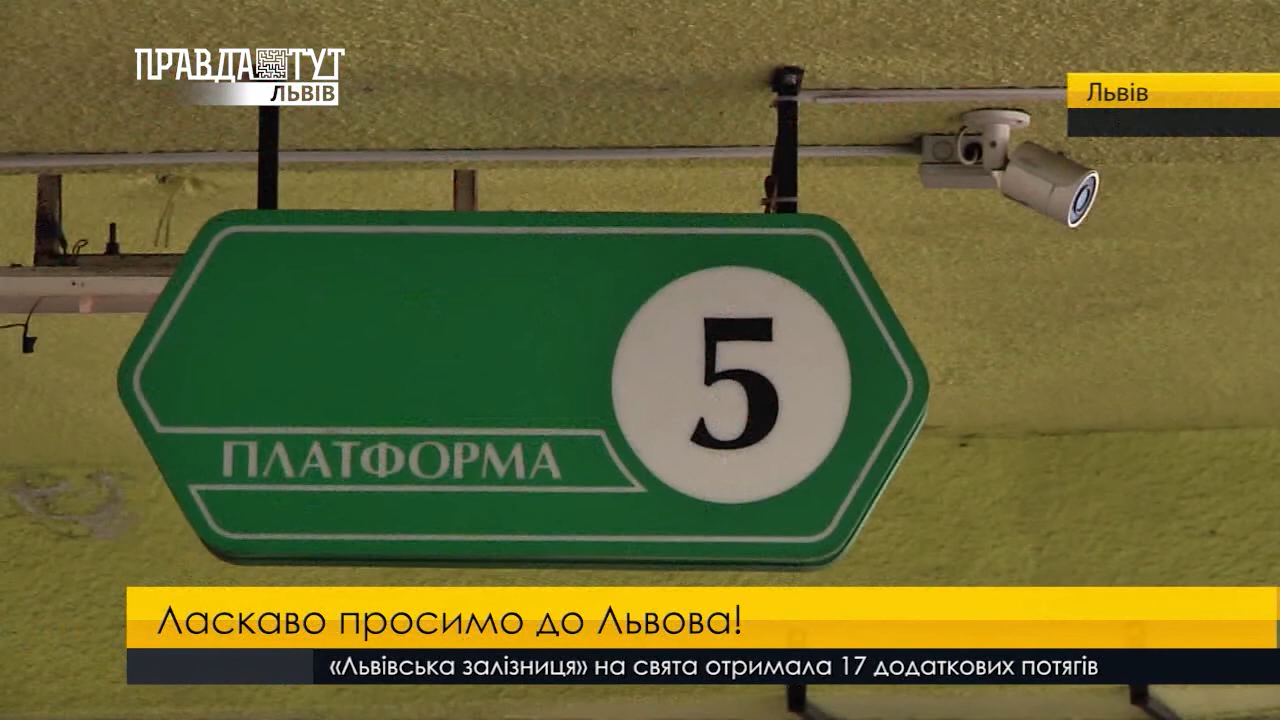 ПРАВДА ТУТ
ЛЬВІВ
Львів
5
ПЛАТФОРМА
Ласкаво просимо до Львова!
«Львівська залізниця» на свята отримала 17 додаткових потягів